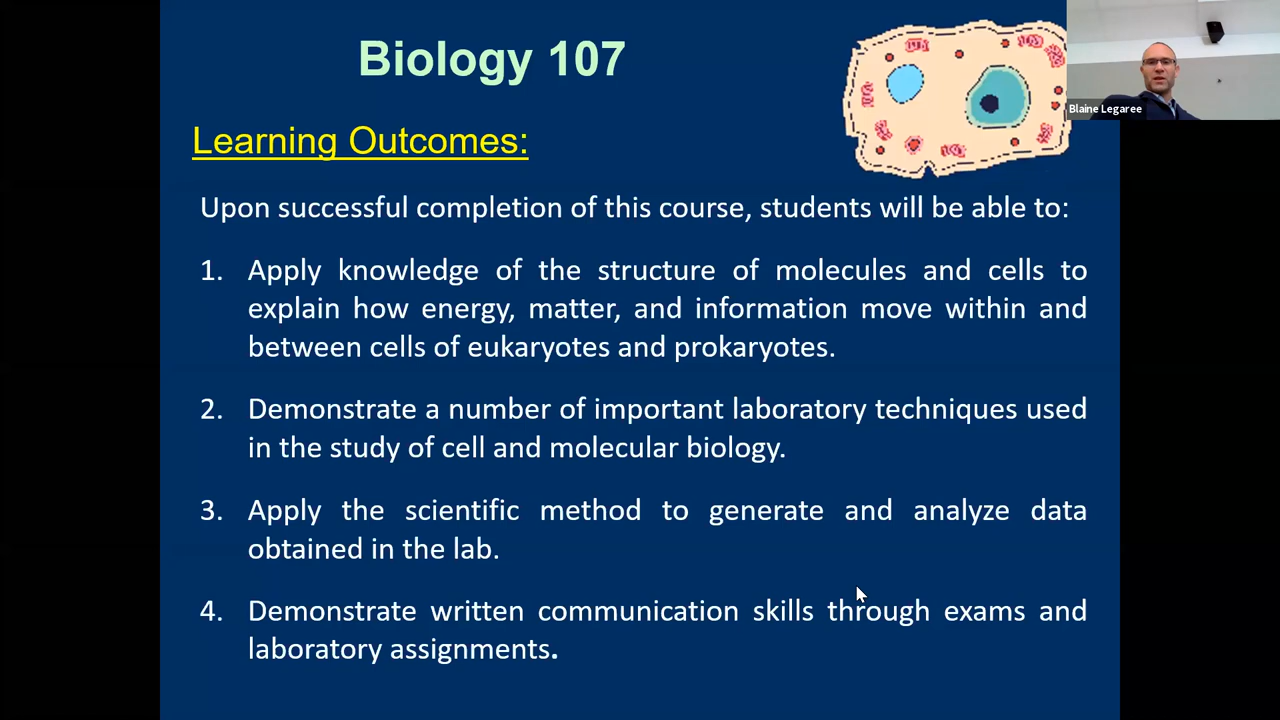 Biology 107
Blaine Legaree
Learning Outcomes:
Upon successful completion of this course, students will be able to:
1. Apply knowledge of the structure of molecules and cells to
explain how energy, matter, and information move within and
between cells of eukaryotes and prokaryotes.
2. Demonstrate a number of important laboratory techniques used
in the study of cell and molecular biology.
3. Apply the scientific method to generate and analyze data
obtained in the lab.
4. Demonstrate written communication skills through exams and
laboratory assignments.